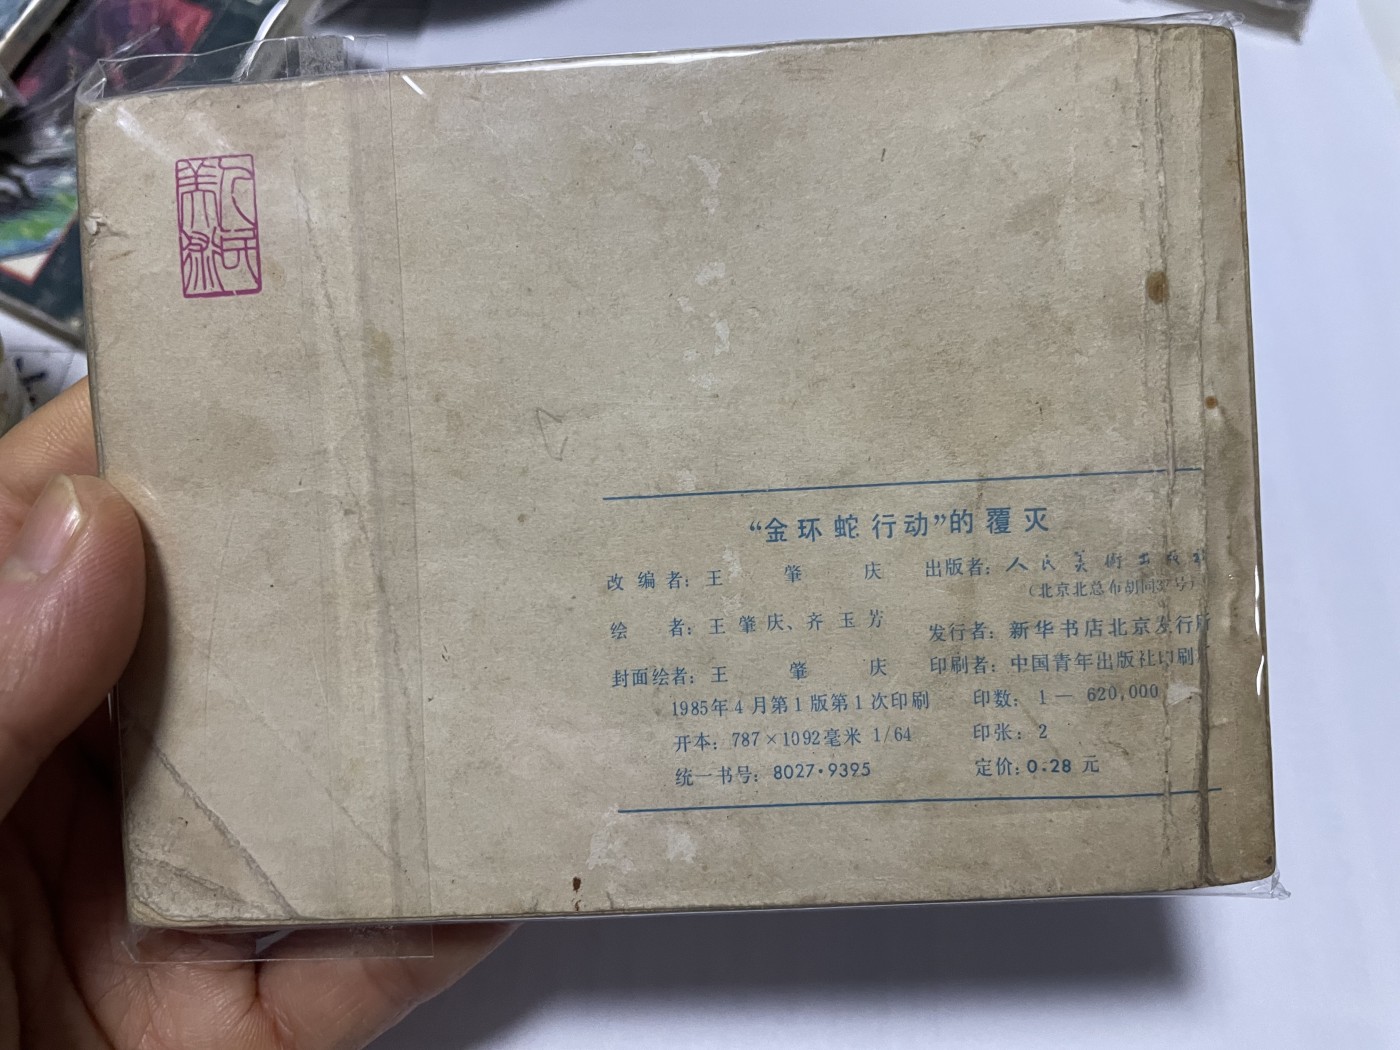 人民
美术
“金环蛇行动”的覆灭
改编者：王肇庆
绘者：王肇庆、齐玉芳
封面绘者：王肇庆
出版者：人民美術出版社
（北京北总布胡同32号）
发行者：新华书店北京发行所
印刷者：中国青年出版社印刷厂
1985年4月第1版第1次印刷
印数：1—620,000
开本：787×1092毫米 1/64
印张：2
统一书号：8027·9395
定价：0.28 元